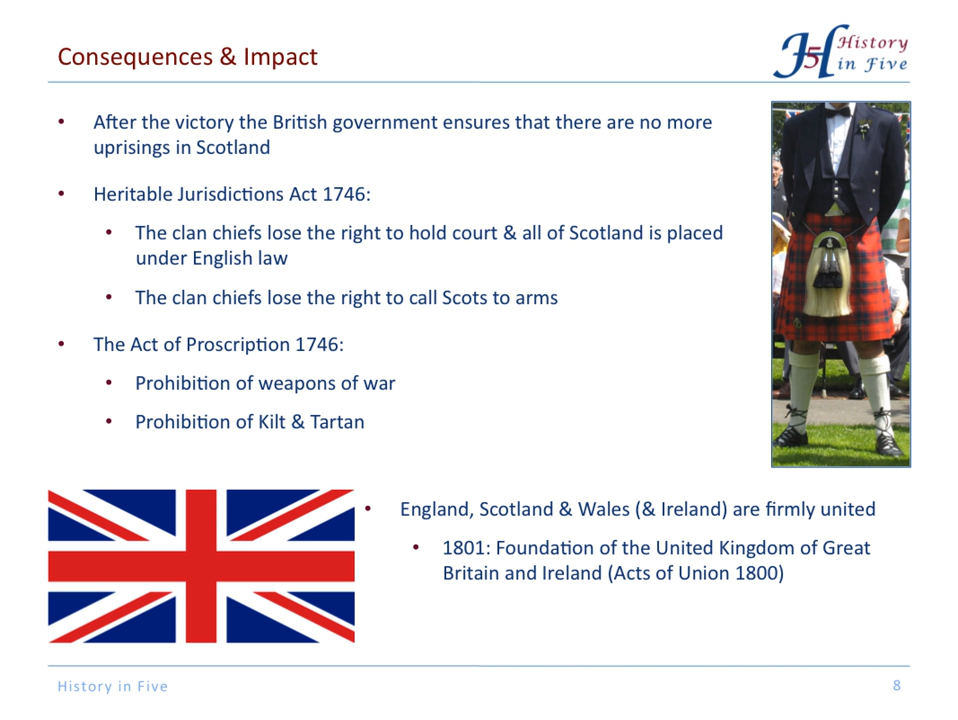 Consequences & Impact
History
in Five
H5
• After the victory the British government ensures that there are no more
uprisings in Scotland
• Heritable Jurisdictions Act 1746:
• The clan chiefs lose the right to hold court & all of Scotland is placed
under English law
• The clan chiefs lose the right to call Scots to arms
• The Act of Proscription 1746:
• Prohibition of weapons of war
• Prohibition of Kilt & Tartan
• England, Scotland & Wales (& Ireland) are firmly united
• 1801: Foundation of the United Kingdom of Great
Britain and Ireland (Acts of Union 1800)
History in Five
8